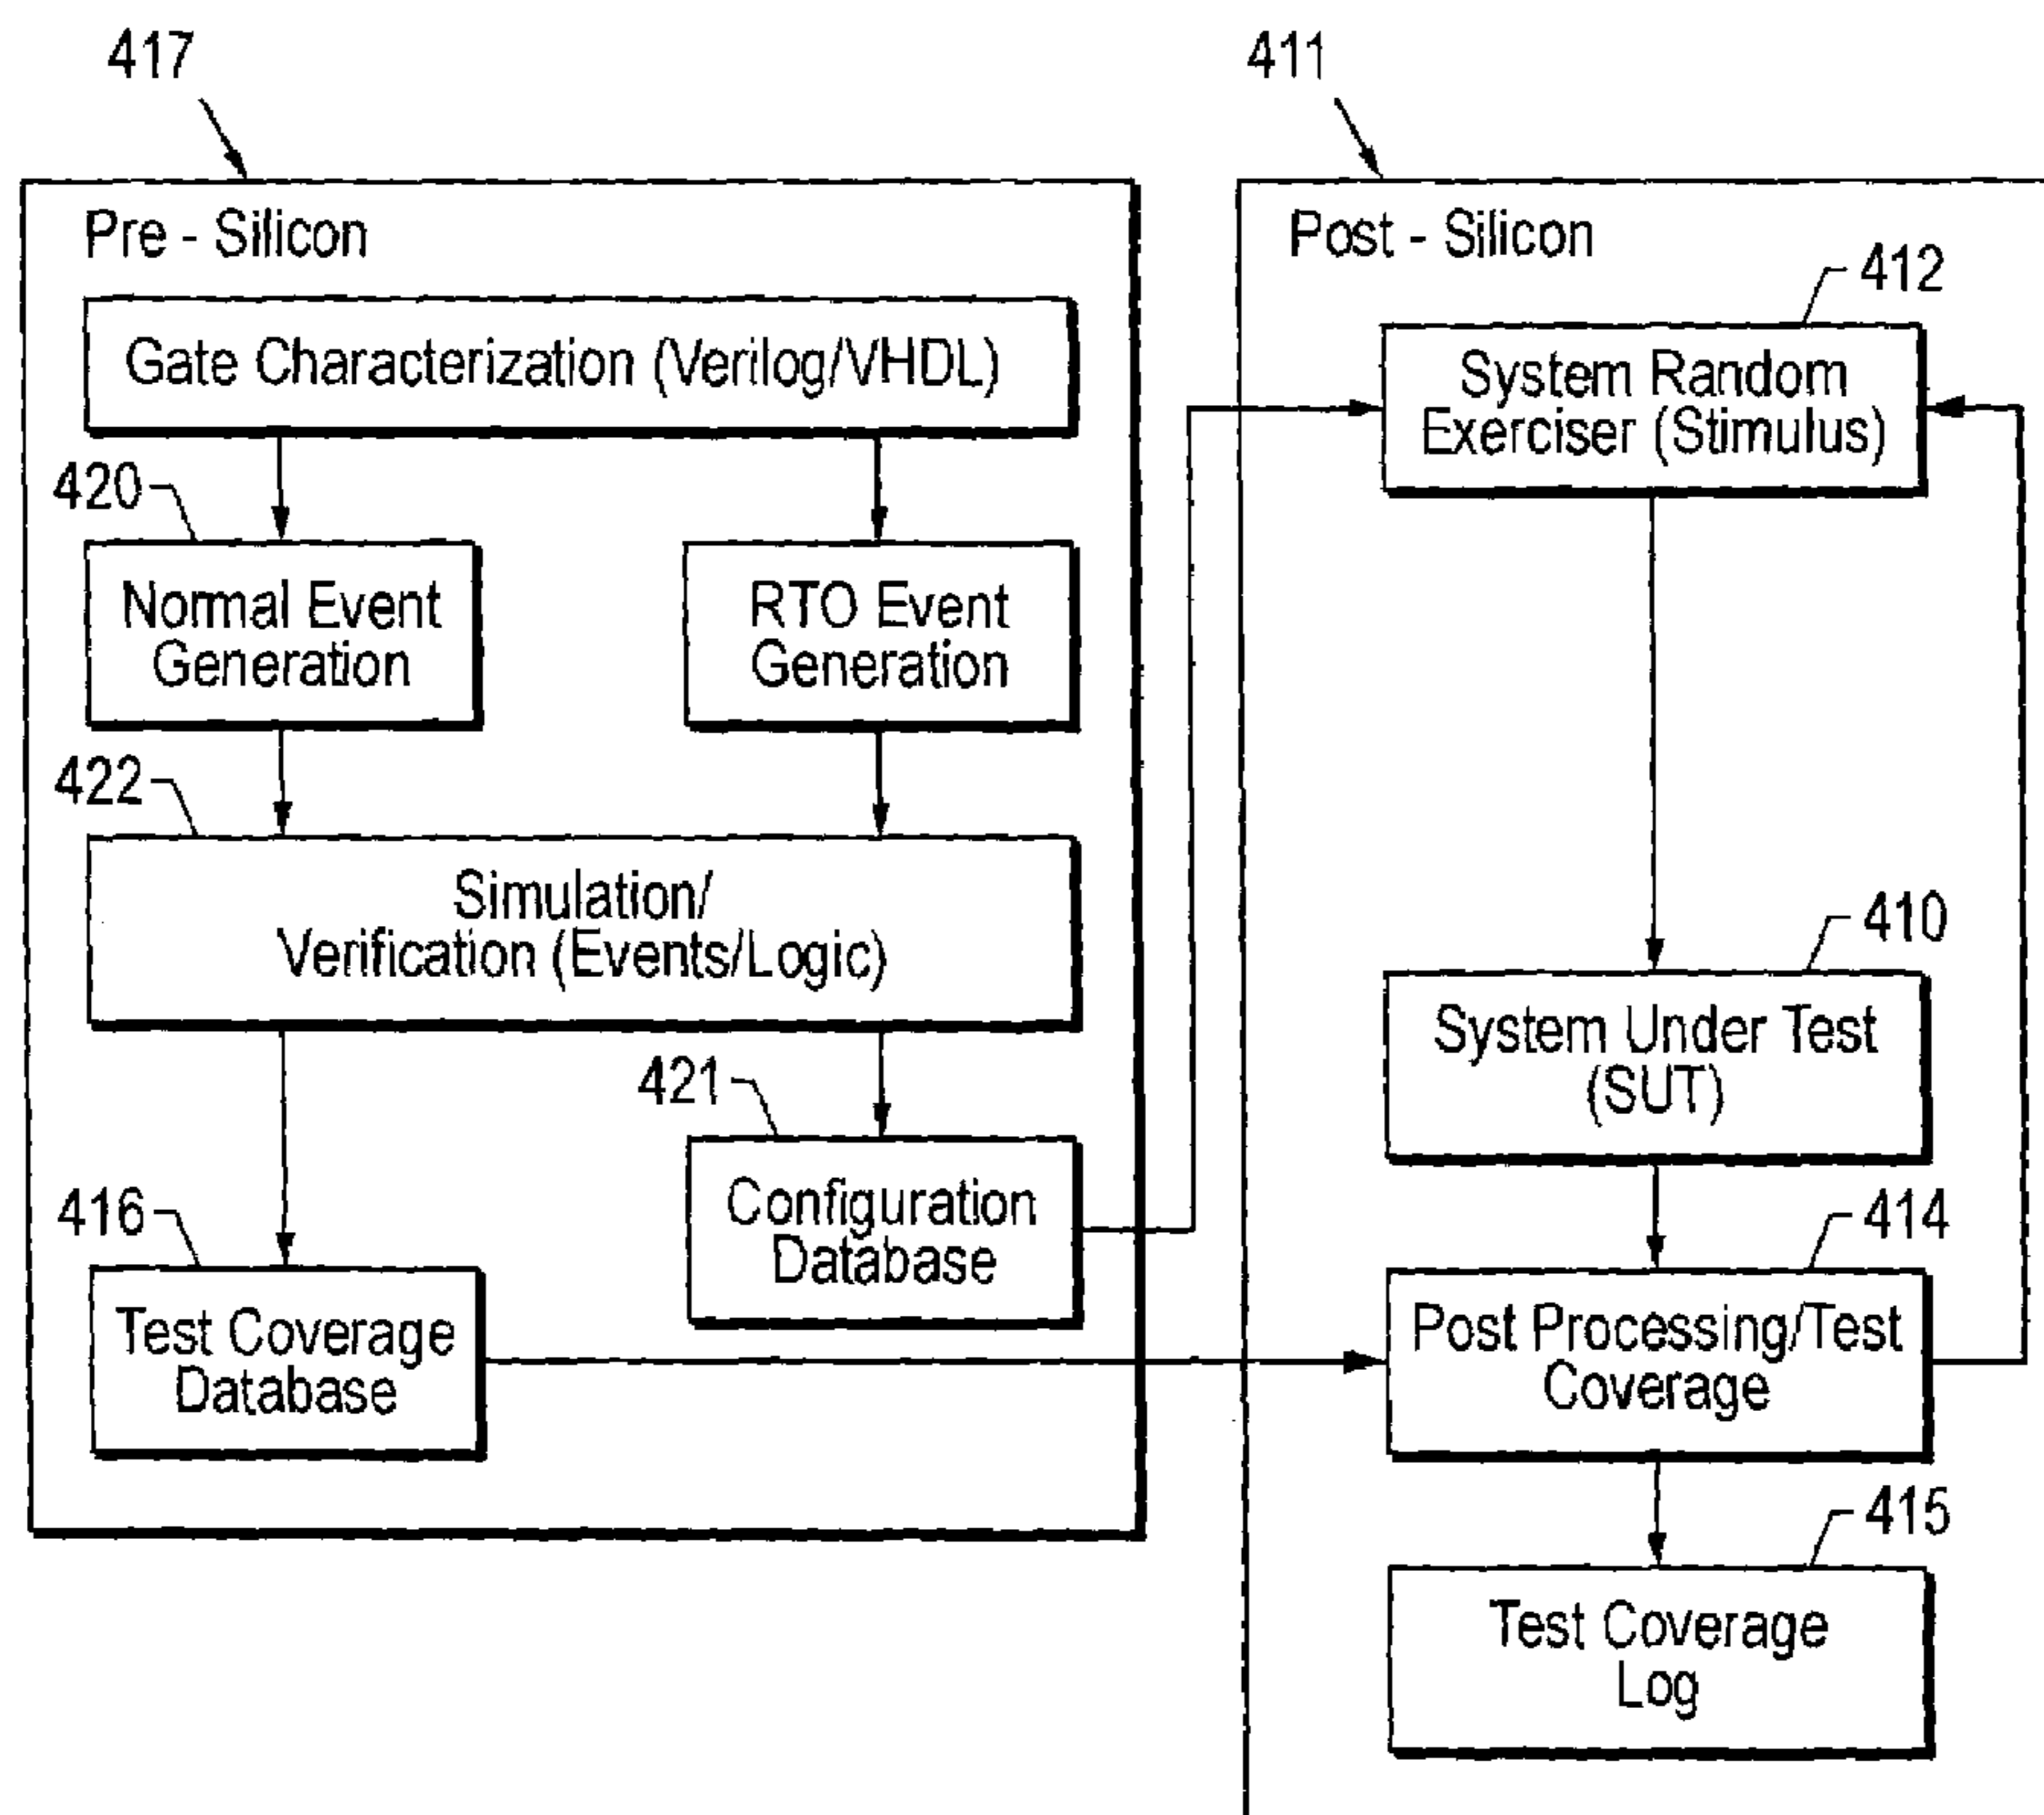 417
411
Pre - Silicon
Gate Characterization (Verilog/VHDL)
420
Normal Event
Generation
RTO Event
Generation
422
Simulation/
Verification (Events/Logic)
421
Configuration
Database
416
Test Coverage
Database
Post - Silicon
412
System Random
Exerciser (Stimulus)
410
System Under Test
(SUT)
414
Post Processing/Test
Coverage
415
Test Coverage
Log